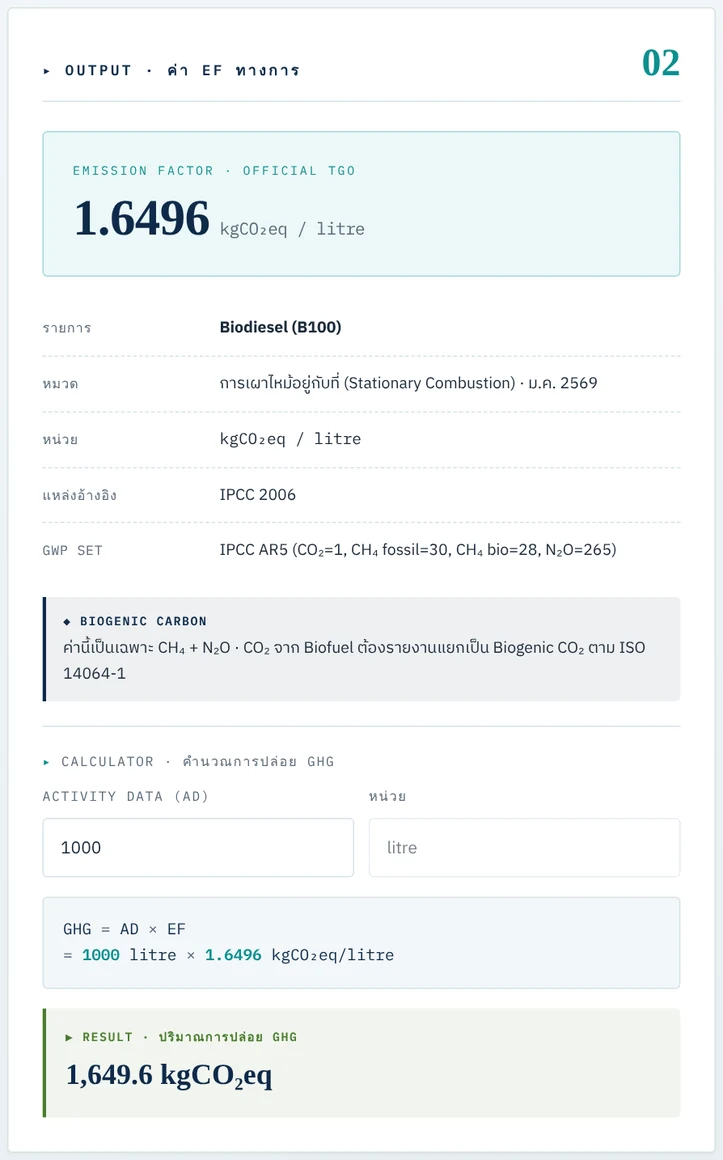 ▸ OUTPUT · ค่า EF ทางการ
02
EMISSION FACTOR · OFFICIAL TGO
1.6496 kgCO₂eq / litre
รายการ
Biodiesel (B100)
หมวด
การเผาไหม้อยู่กับที่ (Stationary Combustion) · ม.ค. 2569
หน่วย
kgCO₂eq / litre
แหล่งอ้างอิง
IPCC 2006
GWP SET
IPCC AR5 (CO₂=1, CH₄ fossil=30, CH₄ bio=28, N₂O=265)
◆ BIOGENIC CARBON
ค่านี้เป็นเฉพาะ CH₄ + N₂O · CO₂ จาก Biofuel ต้องรายงานแยกเป็น Biogenic CO₂ ตาม ISO
14064-1
▸ CALCULATOR · คำนวณการปล่อย GHG
ACTIVITY DATA (AD)
หน่วย
1000
litre
GHG = AD × EF
= 1000 litre × 1.6496 kgCO₂eq/litre
▶ RESULT · ปริมาณการปล่อย GHG
1,649.6 kgCO₂eq